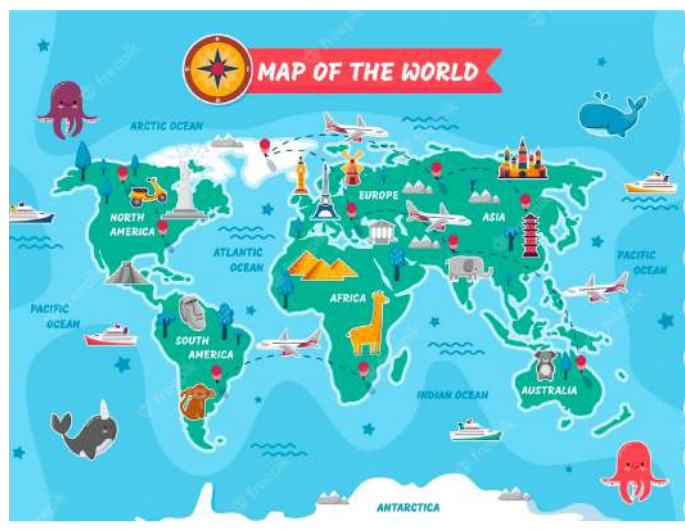 MAP OF THE WORLD
ARCTIC OCEAN
NORTH
AMERICA
EUROPE
ASIA
ATLANTIC
OCEAN
PACIFIC
OCEAN
AFRICA
PACIFIC
OCEAN
SOUTH
AMERICA
INDIAN OCEAN
AUSTRALIA
ANTARCTICA